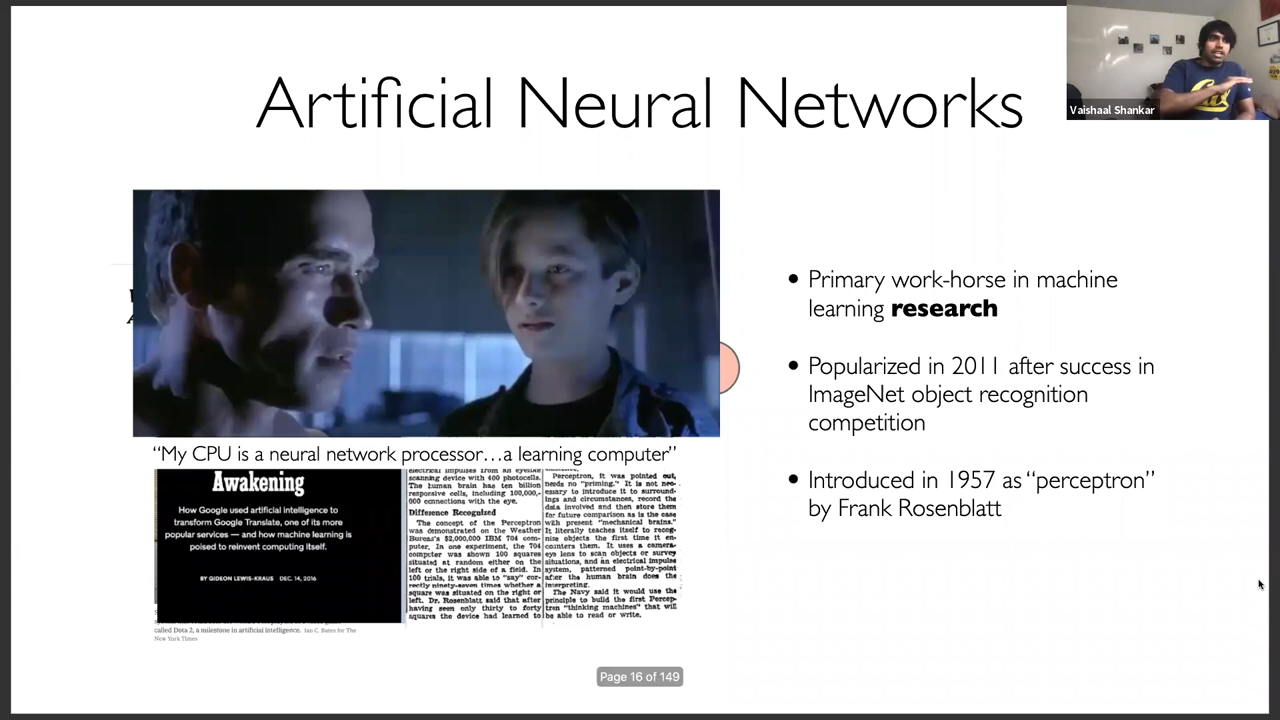 Artificial Neural Networks
Vaishaal Shankar
• Primary work-horse in machine
learning research
• Popularized in 2011 after success in
ImageNet object recognition
competition
• Introduced in 1957 as “perceptron”
by Frank Rosenblatt
“My CPU is a neural network processor…a learning computer”
Awakening
How Google used artificial intelligence to
transform Google Translate, one of its more
popular services — and how machine learning is
poised to reinvent computing itself.
BY GIDEON LEWIS-KRAUS DEC. 14, 2016
called Dota 2, a milestone in artificial intelligence. Jan C. Bates for The
New York Times
electrical impulses from an eyelike
scanning device with 400 photocells.
The human brain has ten billion
responsive cells, including 100,000,-
000 connections with the eye.
Difference Recognized
The concept of the Perceptron
was demonstrated on the Weather
Bureau's $2,000,000 IBM 704 com-
puter. In one experiment, the 704
computer was shown 100 squares
situated at random either on the
left or the right side of a field. In
100 trials, it was able to "say" cor-
rectly ninety-seven times whether a
square was situated on the right or
left. Dr. Rosenblatt said that after
having seen only thirty to forty
squares the device had learned to
Perceptron, it was pointed out,
needs no "priming." It is not nec-
essary to introduce it to surround-
ings and circumstances, record the
data involved and then store them
for future comparison as is the case
with present "mechanical brains."
It literally teaches itself to recog-
nize objects the first time it en-
counters them. It uses a camera-
eye lens to scan objects or survey
situations, and an electrical impulse
system, patterned point-by-point
after the human brain does the
interpreting.
The Navy said it would use the
principle to build the first Percep-
tron "thinking machines" that will
be able to read or write.
Page 16 of 149